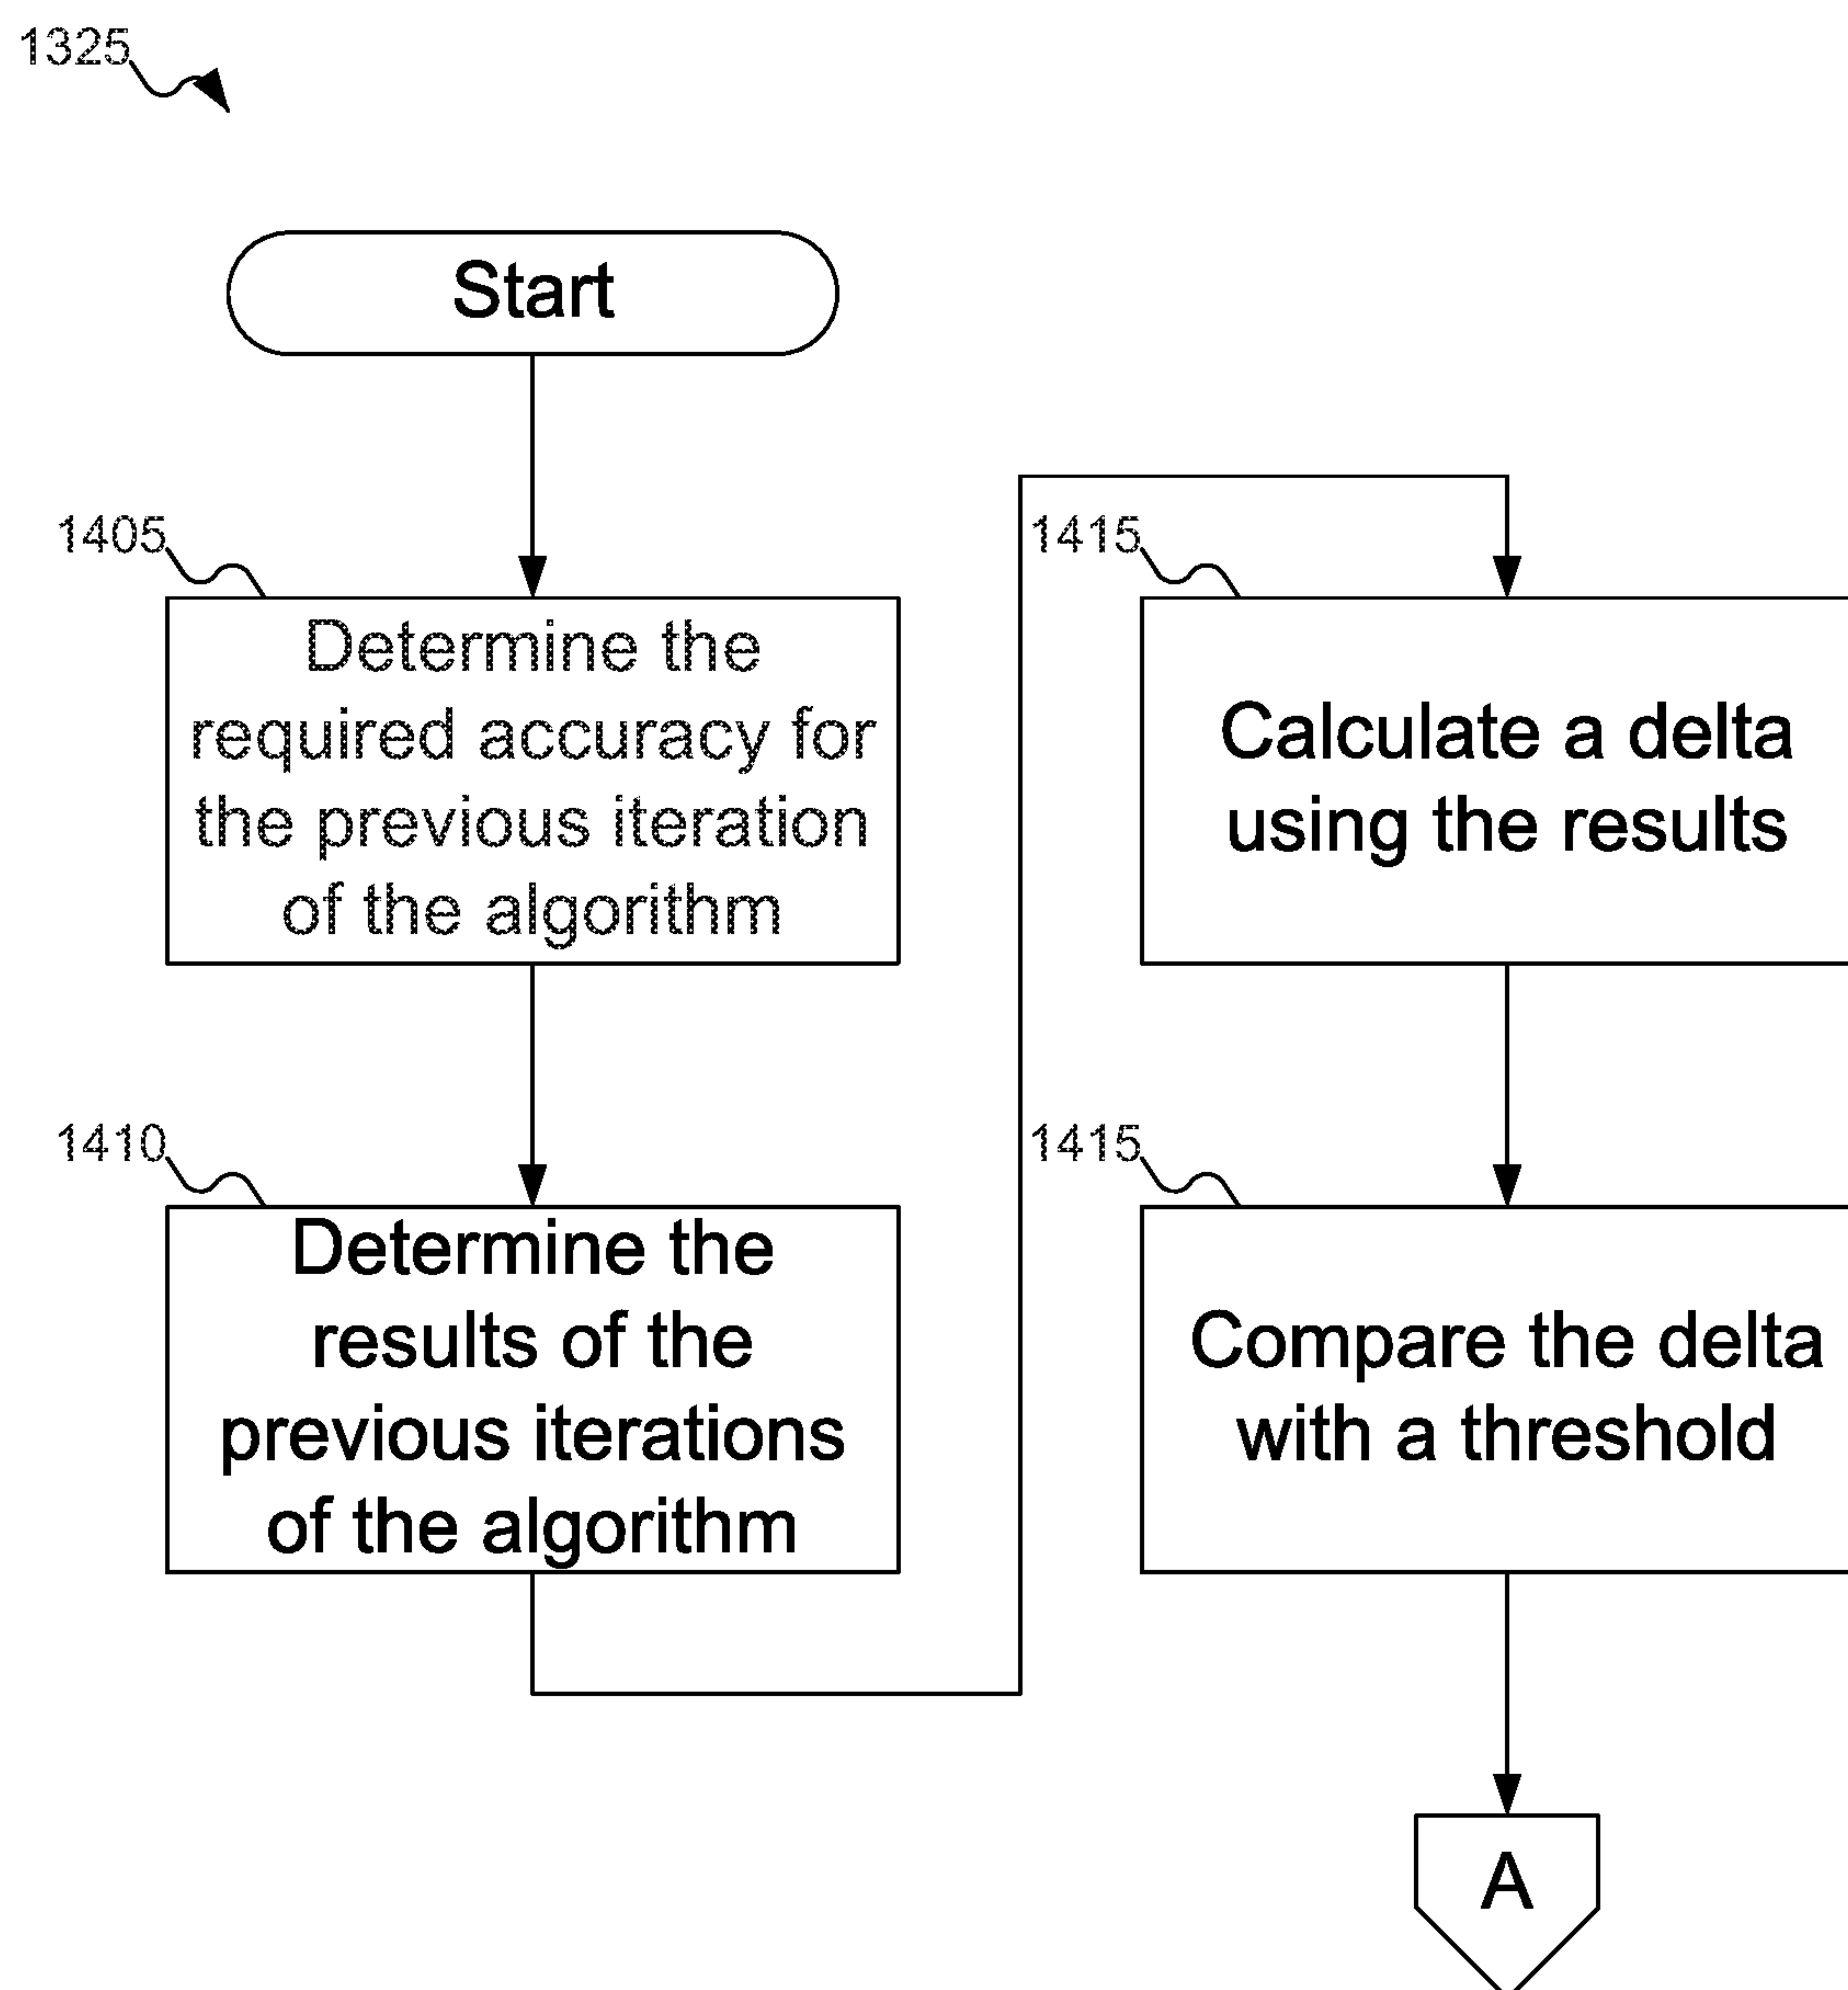 1325
Start
1405
Determine the
required accuracy for
the previous iteration
of the algorithm
1410
Determine the
results of the
previous iterations
of the algorithm
1415
Calculate a delta
using the results
1415
Compare the delta
with a threshold
A